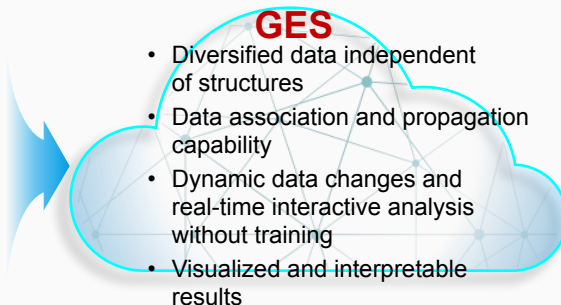 GES
• Diversified data independent
of structures
• Data association and propagation
capability
• Dynamic data changes and
real-time interactive analysis
without training
• Visualized and interpretable
results